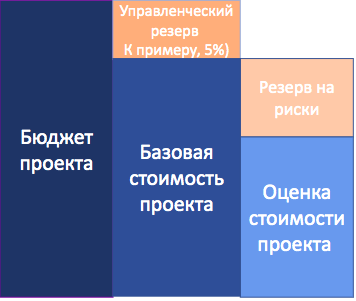 Управленческий
резерв
К примеру, 5%)
Резерв на
риски
Бюджет
проекта
Базовая
стоимость
проекта
Оценка
стоимости
проекта